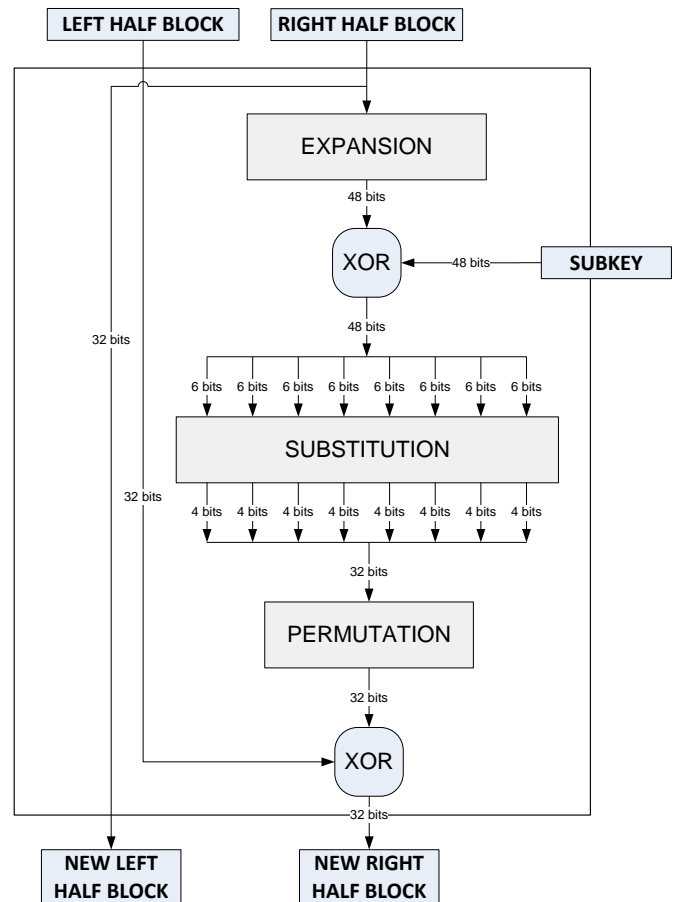 LEFT HALF BLOCK
RIGHT HALF BLOCK
EXPANSION
48 bits
XOR
48 bits
SUBKEY
48 bits
32 bits
6 bits 6 bits 6 bits 6 bits 6 bits 6 bits 6 bits 6 bits
SUBSTITUTION
32 bits
4 bits 4 bits 4 bits 4 bits 4 bits 4 bits 4 bits 4 bits
32 bits
PERMUTATION
32 bits
XOR
32 bits
NEW LEFT
HALF BLOCK
NEW RIGHT
HALF BLOCK